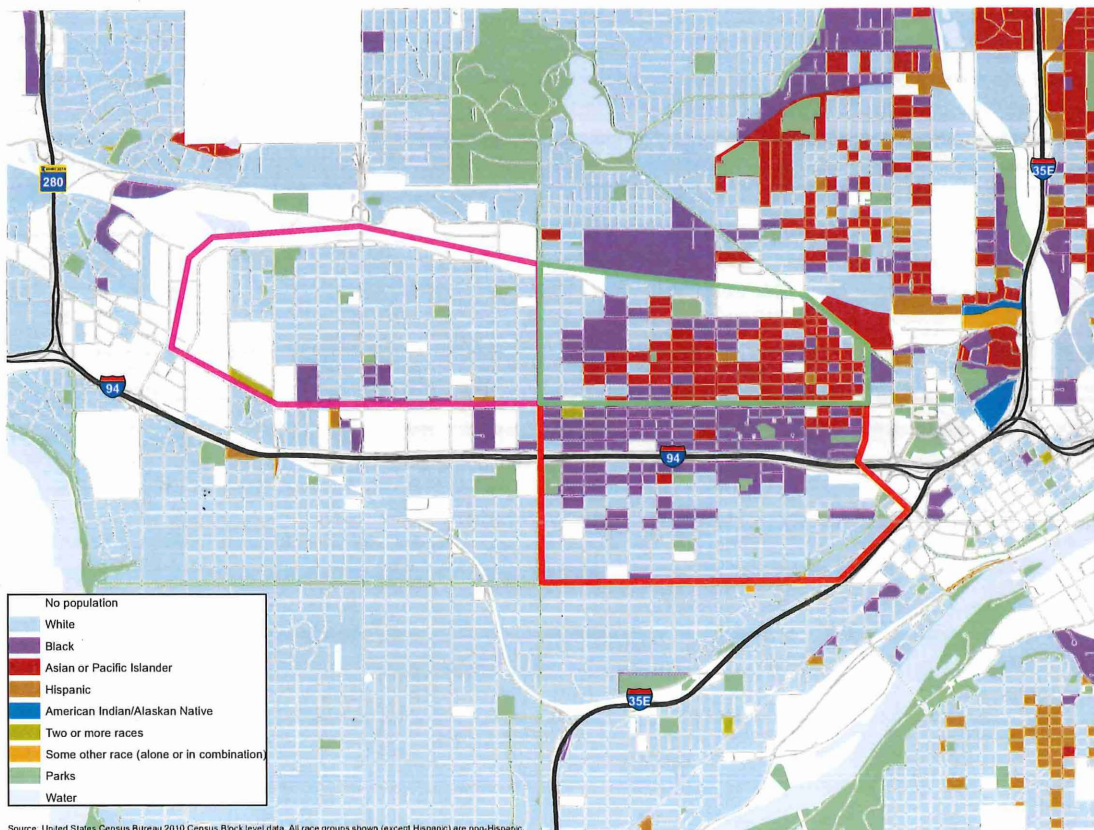 280
35E
94
94
35E
No population
White
Black
Asian or Pacific Islander
Hispanic
American Indian/Alaskan Native
Two or more races
Some other race (alone or in combination)
Parks
Water
Source: United States Census Bureau 2010 Census Block level data. All race groups shown (except Hispanic) are non-Hispanic